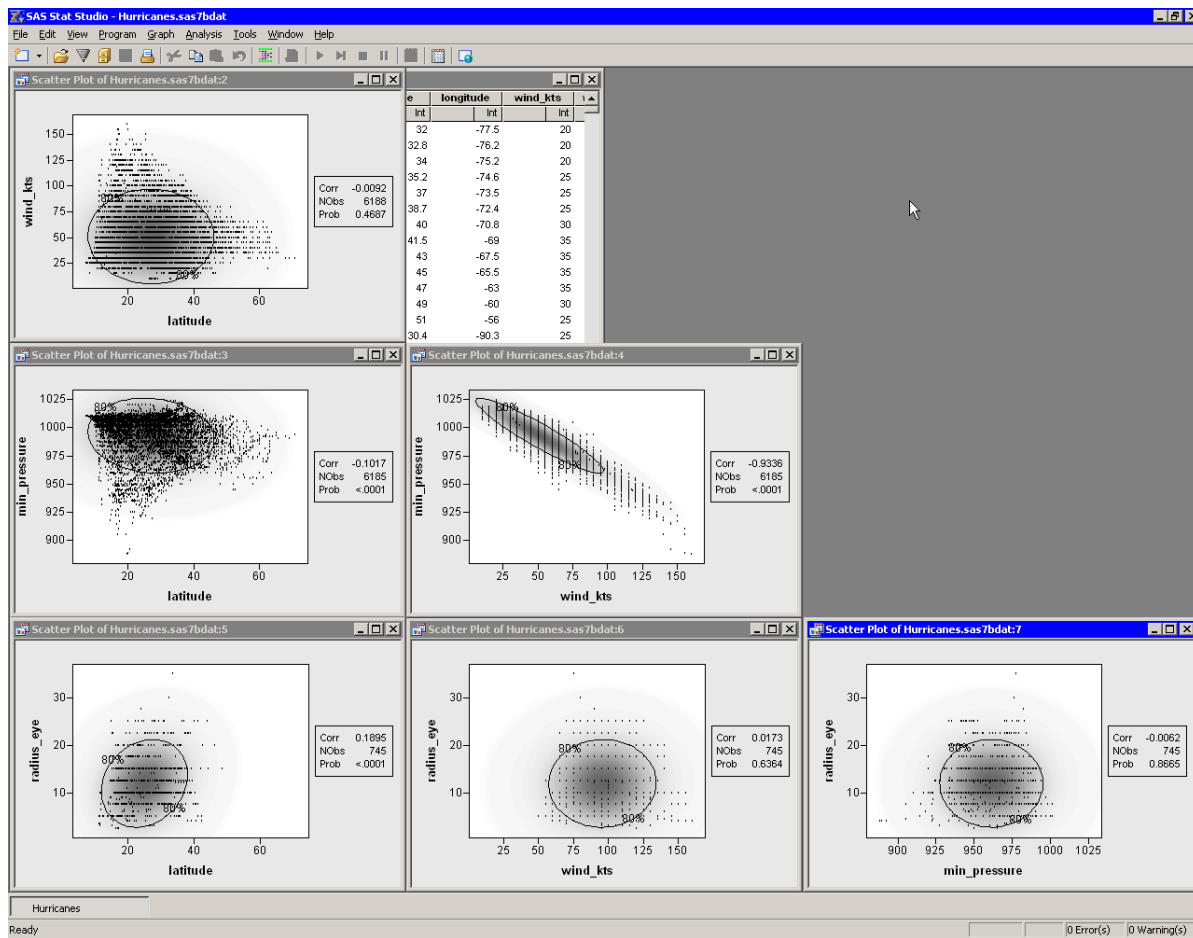 SAS Stat Studio - Hurricanes.sas7bdat
File Edit View Program Graph Analysis Tools Window Help
Scatter Plot of Hurricanes.sas7bdat:2
150
125
100
75
50
25
wind_kts
80%
80%
20 40 60
latitude
Corr -0.0092
NObs 6188
Prob 0.4687
e longitude wind_kts
Int Int Int
32 -77.5 20
32.8 -76.2 20
34 -75.2 20
35.2 -74.6 25
37 -73.5 25
38.7 -72.4 25
40 -70.8 30
41.5 -69 35
43 -67.5 35
45 -65.5 35
47 -63 35
49 -60 30
51 -56 25
30.4 -90.3 25
Scatter Plot of Hurricanes.sas7bdat:3
1025
1000
975
950
925
900
min_pressure
80%
20 40 60
latitude
Corr -0.1017
NObs 6185
Prob <.0001
Scatter Plot of Hurricanes.sas7bdat:4
1025
1000
975
950
925
900
min_pressure
80%
80%
25 50 75 100 125 150
wind_kts
Corr -0.9336
NObs 6185
Prob <.0001
Scatter Plot of Hurricanes.sas7bdat:5
30
20
10
radius_eye
80%
80%
20 40 60
latitude
Corr 0.1895
NObs 745
Prob <.0001
Scatter Plot of Hurricanes.sas7bdat:6
30
20
10
radius_eye
80%
80%
25 50 75 100 125 150
wind_kts
Corr 0.0173
NObs 745
Prob 0.6364
Scatter Plot of Hurricanes.sas7bdat:7
30
20
10
radius_eye
80%
80%
900 925 950 975 1000 1025
min_pressure
Corr -0.0062
NObs 745
Prob 0.8665
Hurricanes
Ready
0 Error(s) 0 Warning(s)